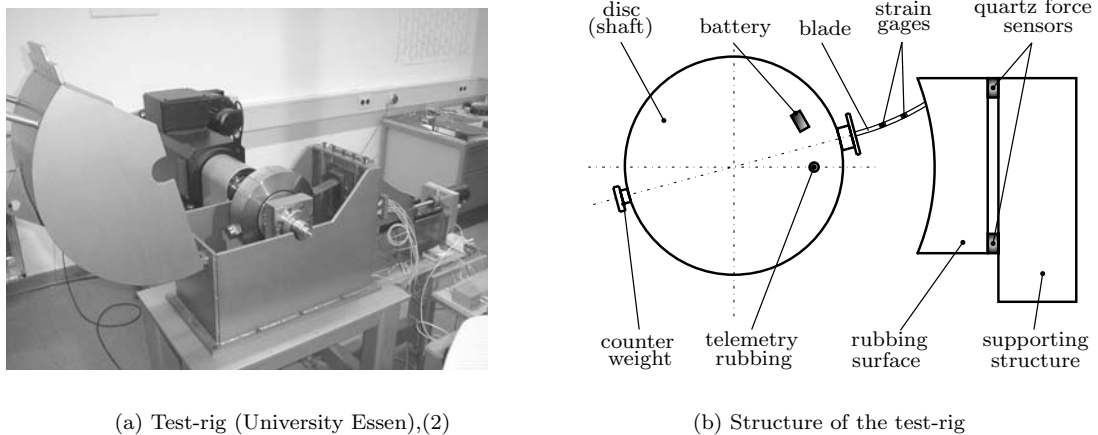 disc
(shaft)
battery
blade
strain
gages
quartz force
sensors
counter
weight
telemetry
rubbing
rubbing
surface
supporting
structure
(a) Test-rig (University Essen),(2)
(b) Structure of the test-rig